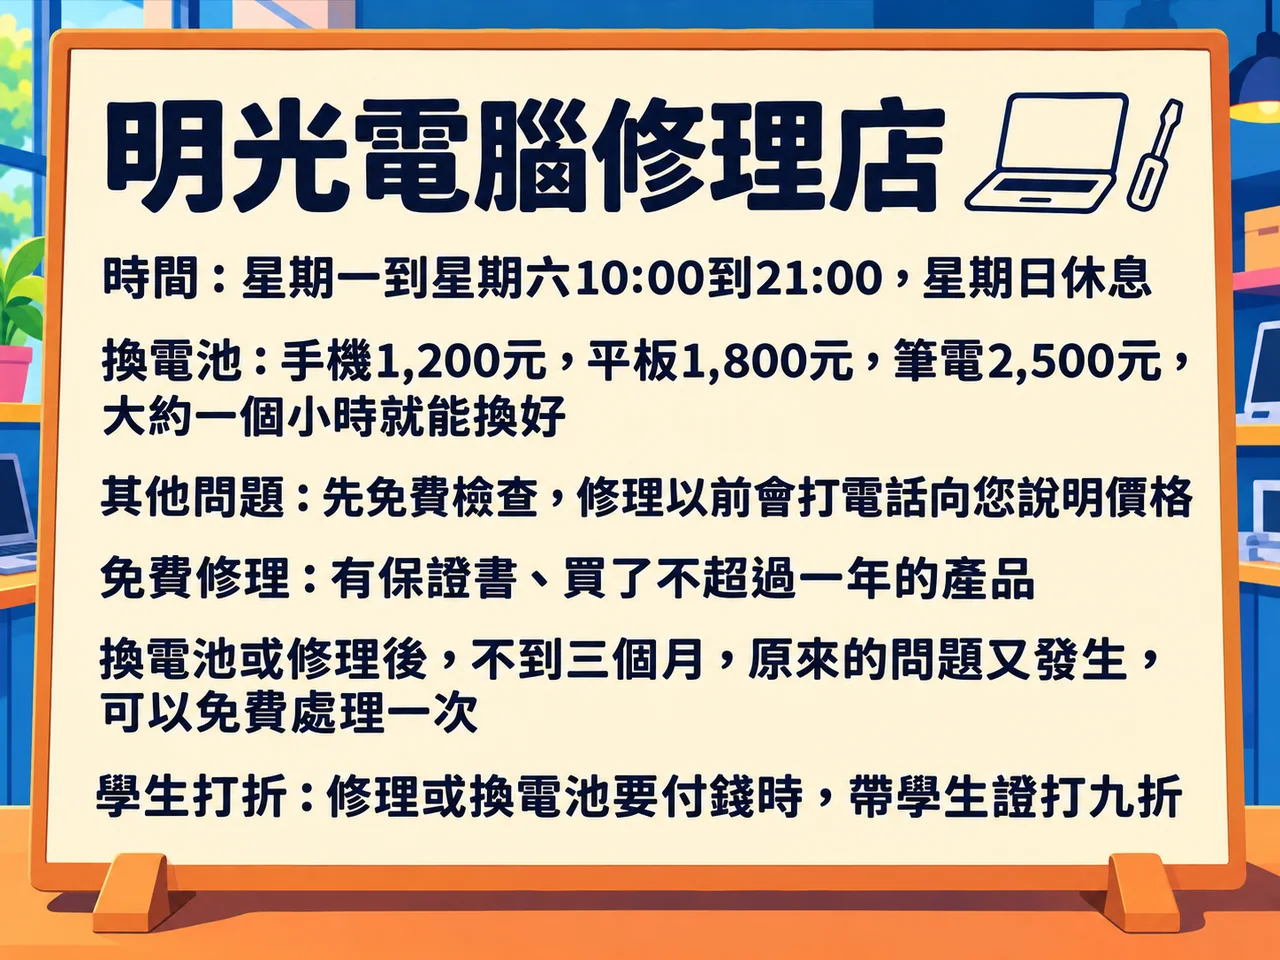 明光電腦修理店
時間：星期一到星期六10:00到21:00，星期日休息
換電池：手機1,200元，平板1,800元，筆電2,500元，
大約一個小時就能換好
其他問題：先免費檢查，修理以前會打電話向您說明價格
免費修理：有保證書、買了不超過一年的產品
換電池或修理後，不到三個月，原來的問題又發生，
可以免費處理一次
學生打折：修理或換電池要付錢時，帶學生證打九折